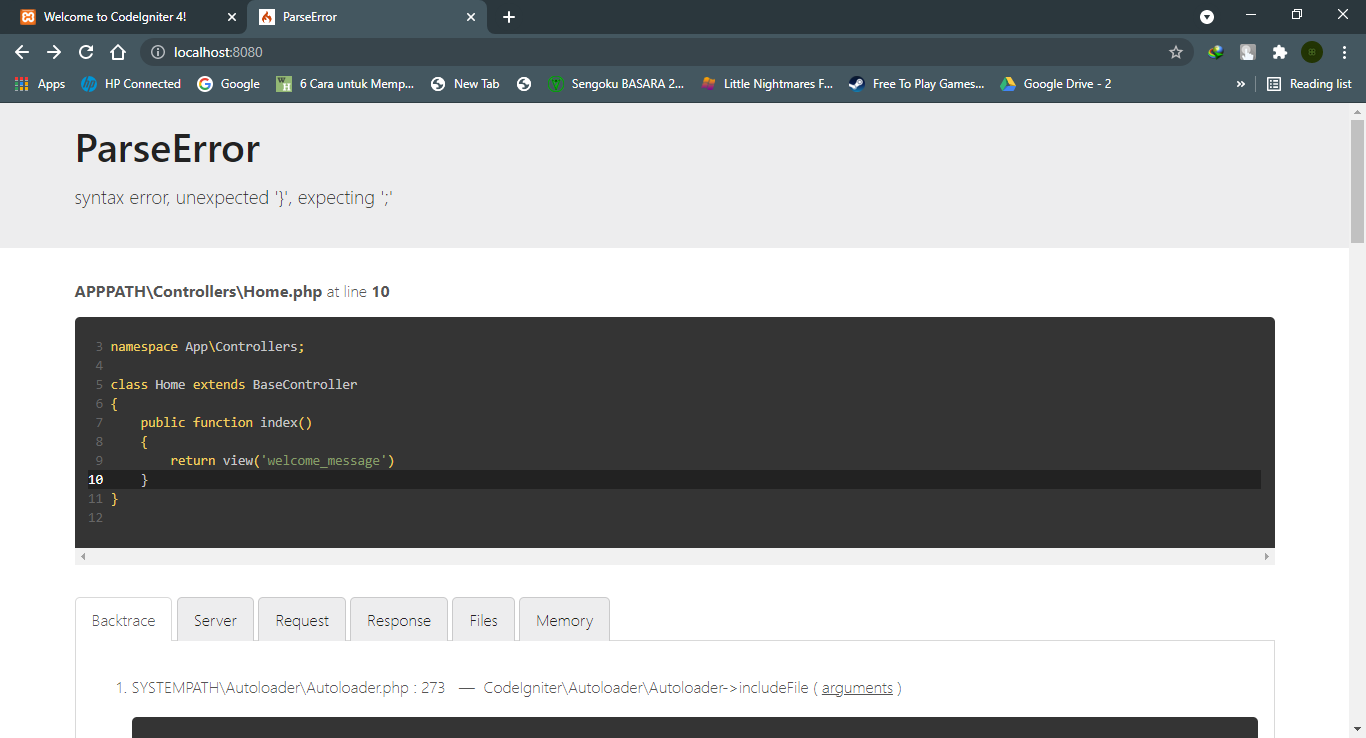 Welcome to CodeIgniter 4!
ParseError
localhost:8080
Apps
HP Connected
Google
6 Cara untuk Memp...
New Tab
Sengoku BASARA 2...
Little Nightmares F...
Free To Play Games...
Google Drive - 2
»
Reading list
ParseError
syntax error, unexpected '}', expecting ';'
APPPATH\Controllers\Home.php at line 10
3 namespace App\Controllers;
4
5 class Home extends BaseController
6 {
7 public function index()
8 {
9 return view('welcome_message')
10 }
11 }
12
Backtrace
Server
Request
Response
Files
Memory
1. SYSTEMPATH\Autoloader\Autoloader.php : 273 — CodeIgniter\Autoloader\Autoloader->includeFile ( arguments )